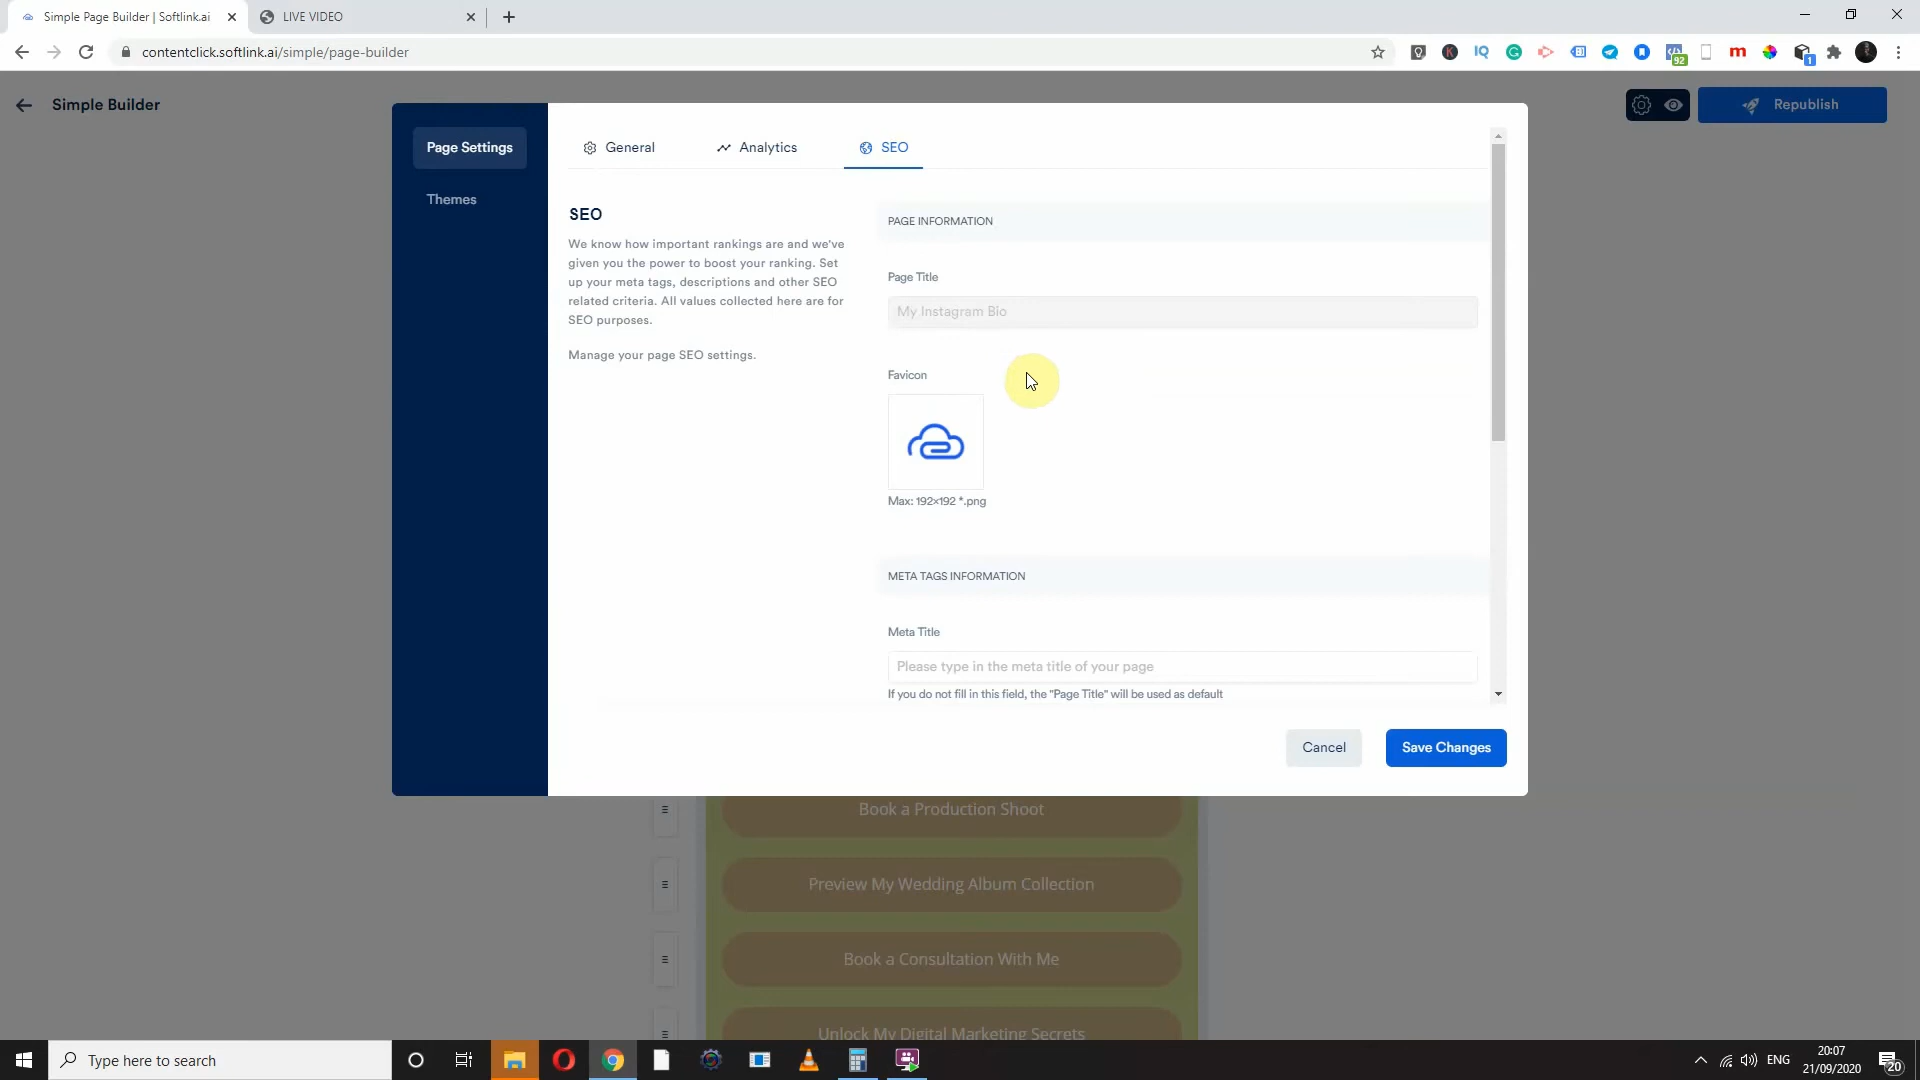 Simple Page Builder | Softlink.ai
LIVE VIDEO
contentclick.softlink.ai/simple/page-builder
92
1
Simple Builder
Republish
Page Settings
Themes
General
Analytics
SEO
SEO
We know how important rankings are and we've
given you the power to boost your ranking. Set
up your meta tags, descriptions and other SEO
related criteria. All values collected here are for
SEO purposes.
Manage your page SEO settings.
PAGE INFORMATION
Page Title
My Instagram Bio
Favicon
Max: 192x192 *.png
META TAGS INFORMATION
Meta Title
Please type in the meta title of your page
If you do not fill in this field, the "Page Title" will be used as default
Cancel
Save Changes
Book a Production Shoot
Preview My Wedding Album Collection
Book a Consultation With Me
Unlock My Digital Marketing Secrets
Type here to search
ENG
20:07
21/09/2020
20